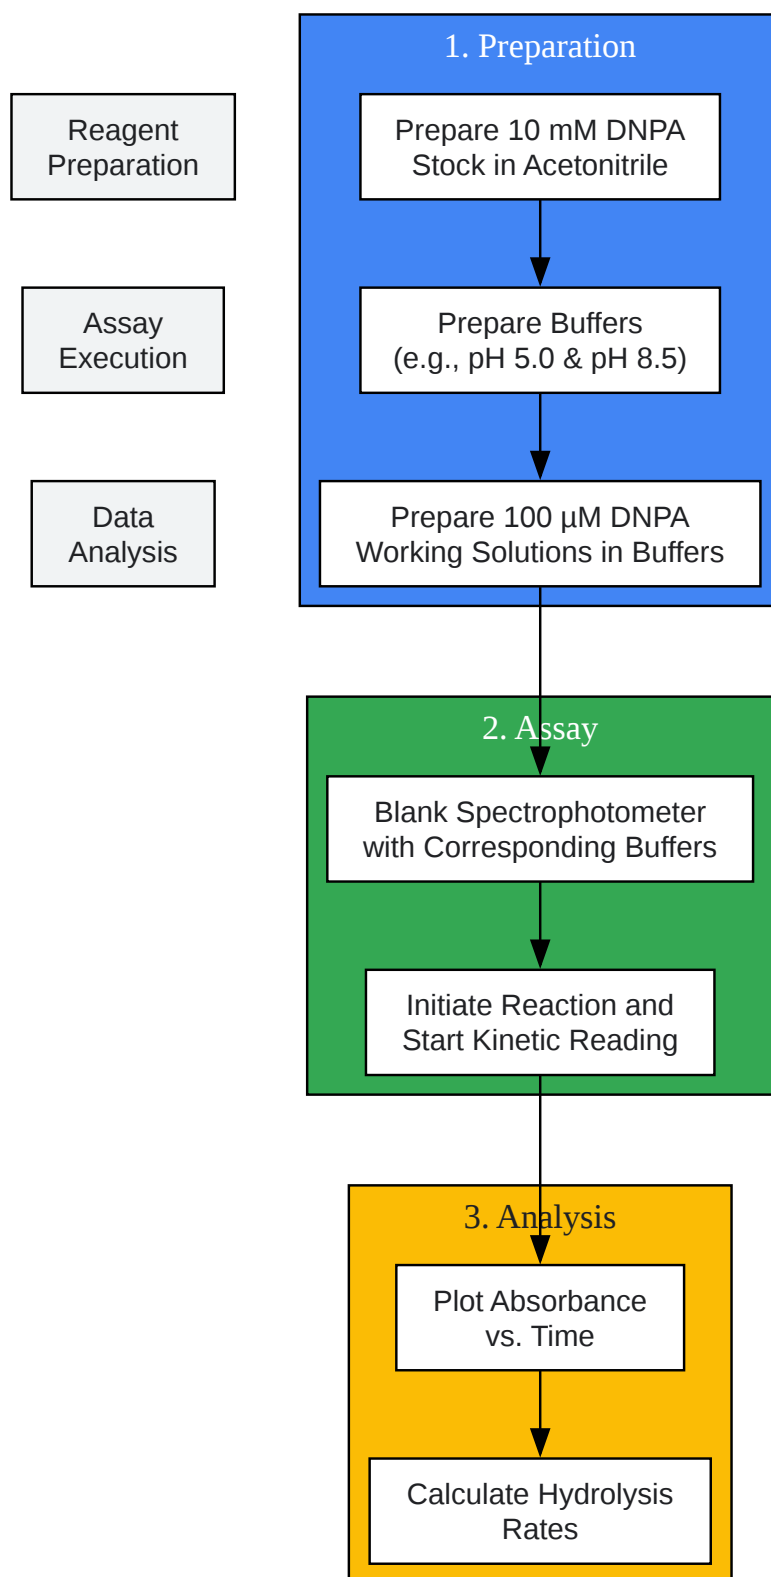 Reagent
Preparation
Assay
Execution
Data
Analysis
1. Preparation
Prepare 10 mM DNPA
Stock in Acetonitrile
Prepare Buffers
(e.g., pH 5.0 & pH 8.5)
Prepare 100 µM DNPA
Working Solutions in Buffers
2. Assay
Blank Spectrophotometer
with Corresponding Buffers
Initiate Reaction and
Start Kinetic Reading
3. Analysis
Plot Absorbance
vs. Time
Calculate Hydrolysis
Rates